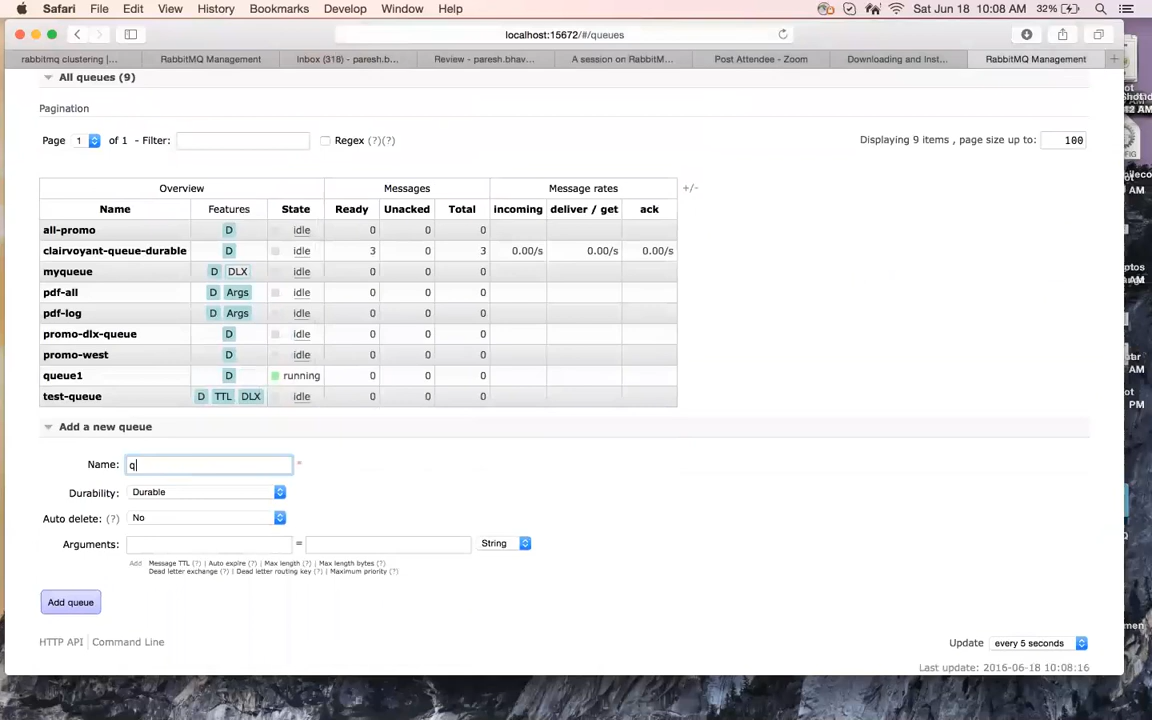 Safari File Edit View History Bookmarks Develop Window Help Sat Jun 18 10:08 AM 32%
localhost:15672/#/queues
rabbitmq clustering |... RabbitMQ Management Inbox (318) - paresh.b... Review - paresh.bhav... A session on RabbitM... Post Attendee - Zoom Downloading and Inst... RabbitMQ Management +
All queues (9)
Pagination
Page 1 of 1 - Filter: Regex (?)(?) Displaying 9 items , page size up to: 100
Overview Messages Message rates +/-
Name Features State Ready Unacked Total incoming deliver / get ack
all-promo D idle 0 0 0
clairvoyant-queue-durable D idle 3 0 3 0.00/s 0.00/s 0.00/s
myqueue D DLX idle 0 0 0
pdf-all D Args idle 0 0 0
pdf-log D Args idle 0 0 0
promo-dlx-queue D idle 0 0 0
promo-west D idle 0 0 0
queue1 D running 0 0 0
test-queue D TTL DLX idle 0 0 0
Add a new queue
Name: q *
Durability: Durable
Auto delete: (?) No
Arguments: = String
Add Message TTL (?) | Auto expire (?) | Max length (?) | Max length bytes (?)
Dead letter exchange (?) | Dead letter routing key (?) | Maximum priority (?)
Add queue
HTTP API Command Line Update every 5 seconds
Last update: 2016-06-18 10:08:16